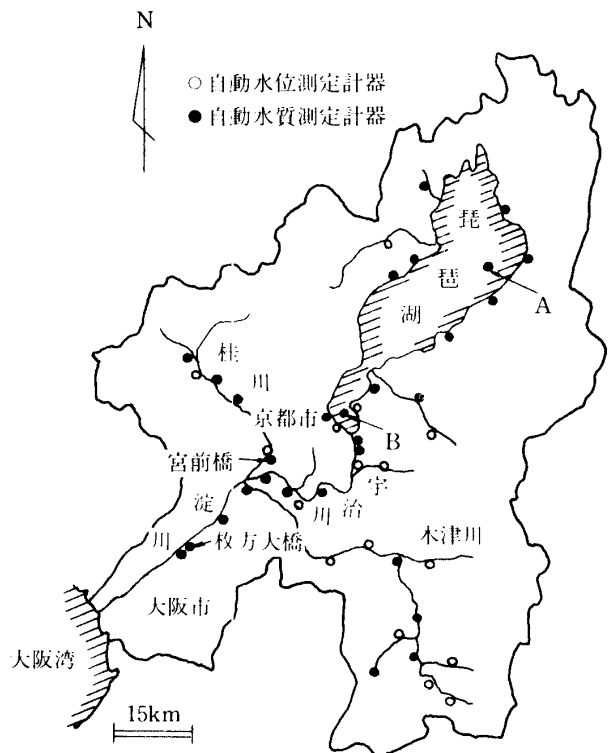 N
○自動水位測定計器
●自動水質測定計器
琵
琶
湖
A
桂
川
京都市
B
宮前橋
宇
治
川
淀
川
枚方大橋
木津川
大阪市
大阪湾
15km